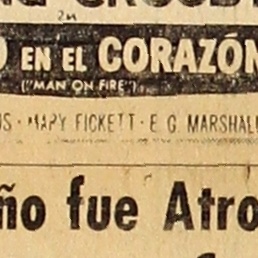 EN EL CORAZÓN
("MAN ON FIRE")
MARY FICKETT · E. G. MARSHALL
ño fue Atro